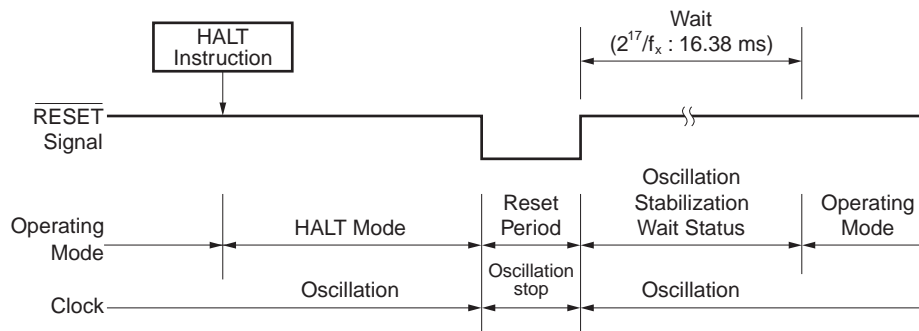 Wait
(2^17/fx : 16.38 ms)
HALT
Instruction
RESET
Signal
Operating
Mode
HALT Mode
Reset
Period
Oscillation
Stabilization
Wait Status
Operating
Mode
Clock
Oscillation
Oscillation
stop
Oscillation